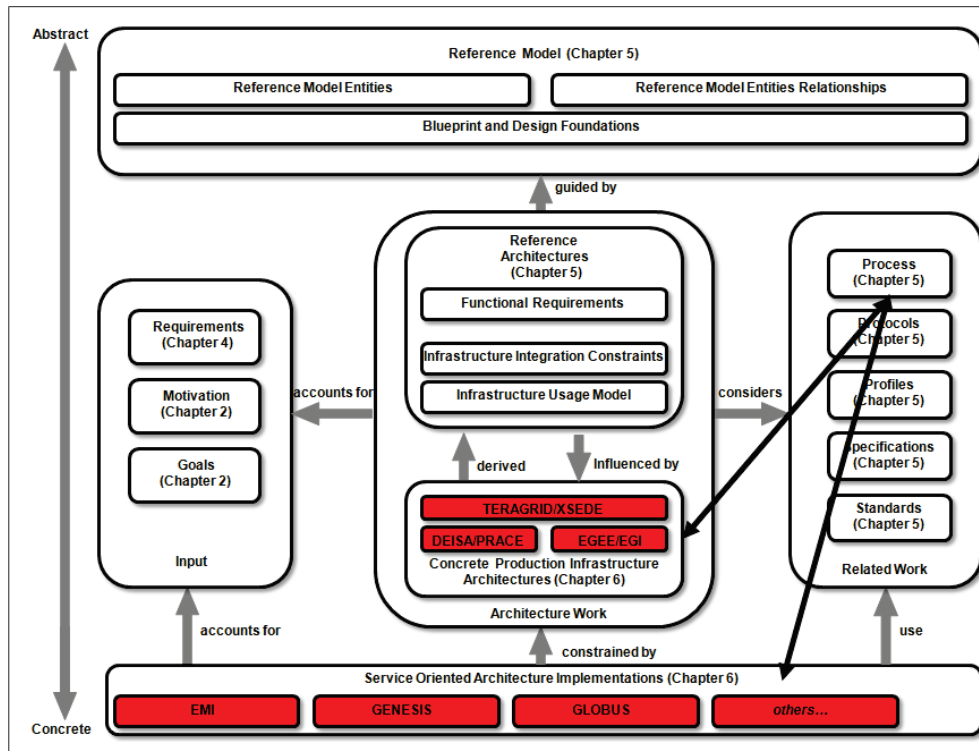 Abstract
Reference Model (Chapter 5)
Reference Model Entities
Reference Model Entities Relationships
Blueprint and Design Foundations
guided by
Reference
Architectures
(Chapter 5)
Functional Requirements
Infrastructure Integration Constraints
Infrastructure Usage Model
Requirements
(Chapter 4)
Motivation
(Chapter 2)
Goals
(Chapter 2)
Input
accounts for
considers
Process
(Chapter 5)
Protocols
(Chapter 5)
Profiles
(Chapter 5)
Specifications
(Chapter 5)
Standards
(Chapter 5)
Related Work
derived
Influenced by
TERAGRID/XSEDE
DEISA/PRACE
EGEE/EGI
Concrete Production Infrastructure
Architectures (Chapter 6)
Architecture Work
accounts for
constrained by
use
Service Oriented Architecture Implementations (Chapter 6)
EMI
GENESIS
GLOBUS
others...
Concrete